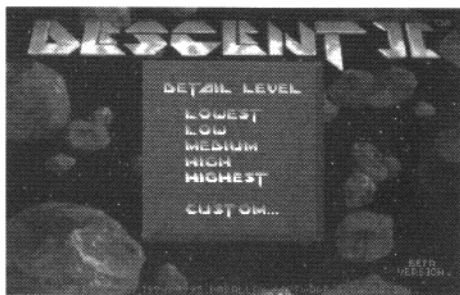 DESCENT II
DETAIL LEVEL
LOWEST
LOW
MEDIUM
HIGH
HIGHEST
CUSTOM...
BETA
VERSION